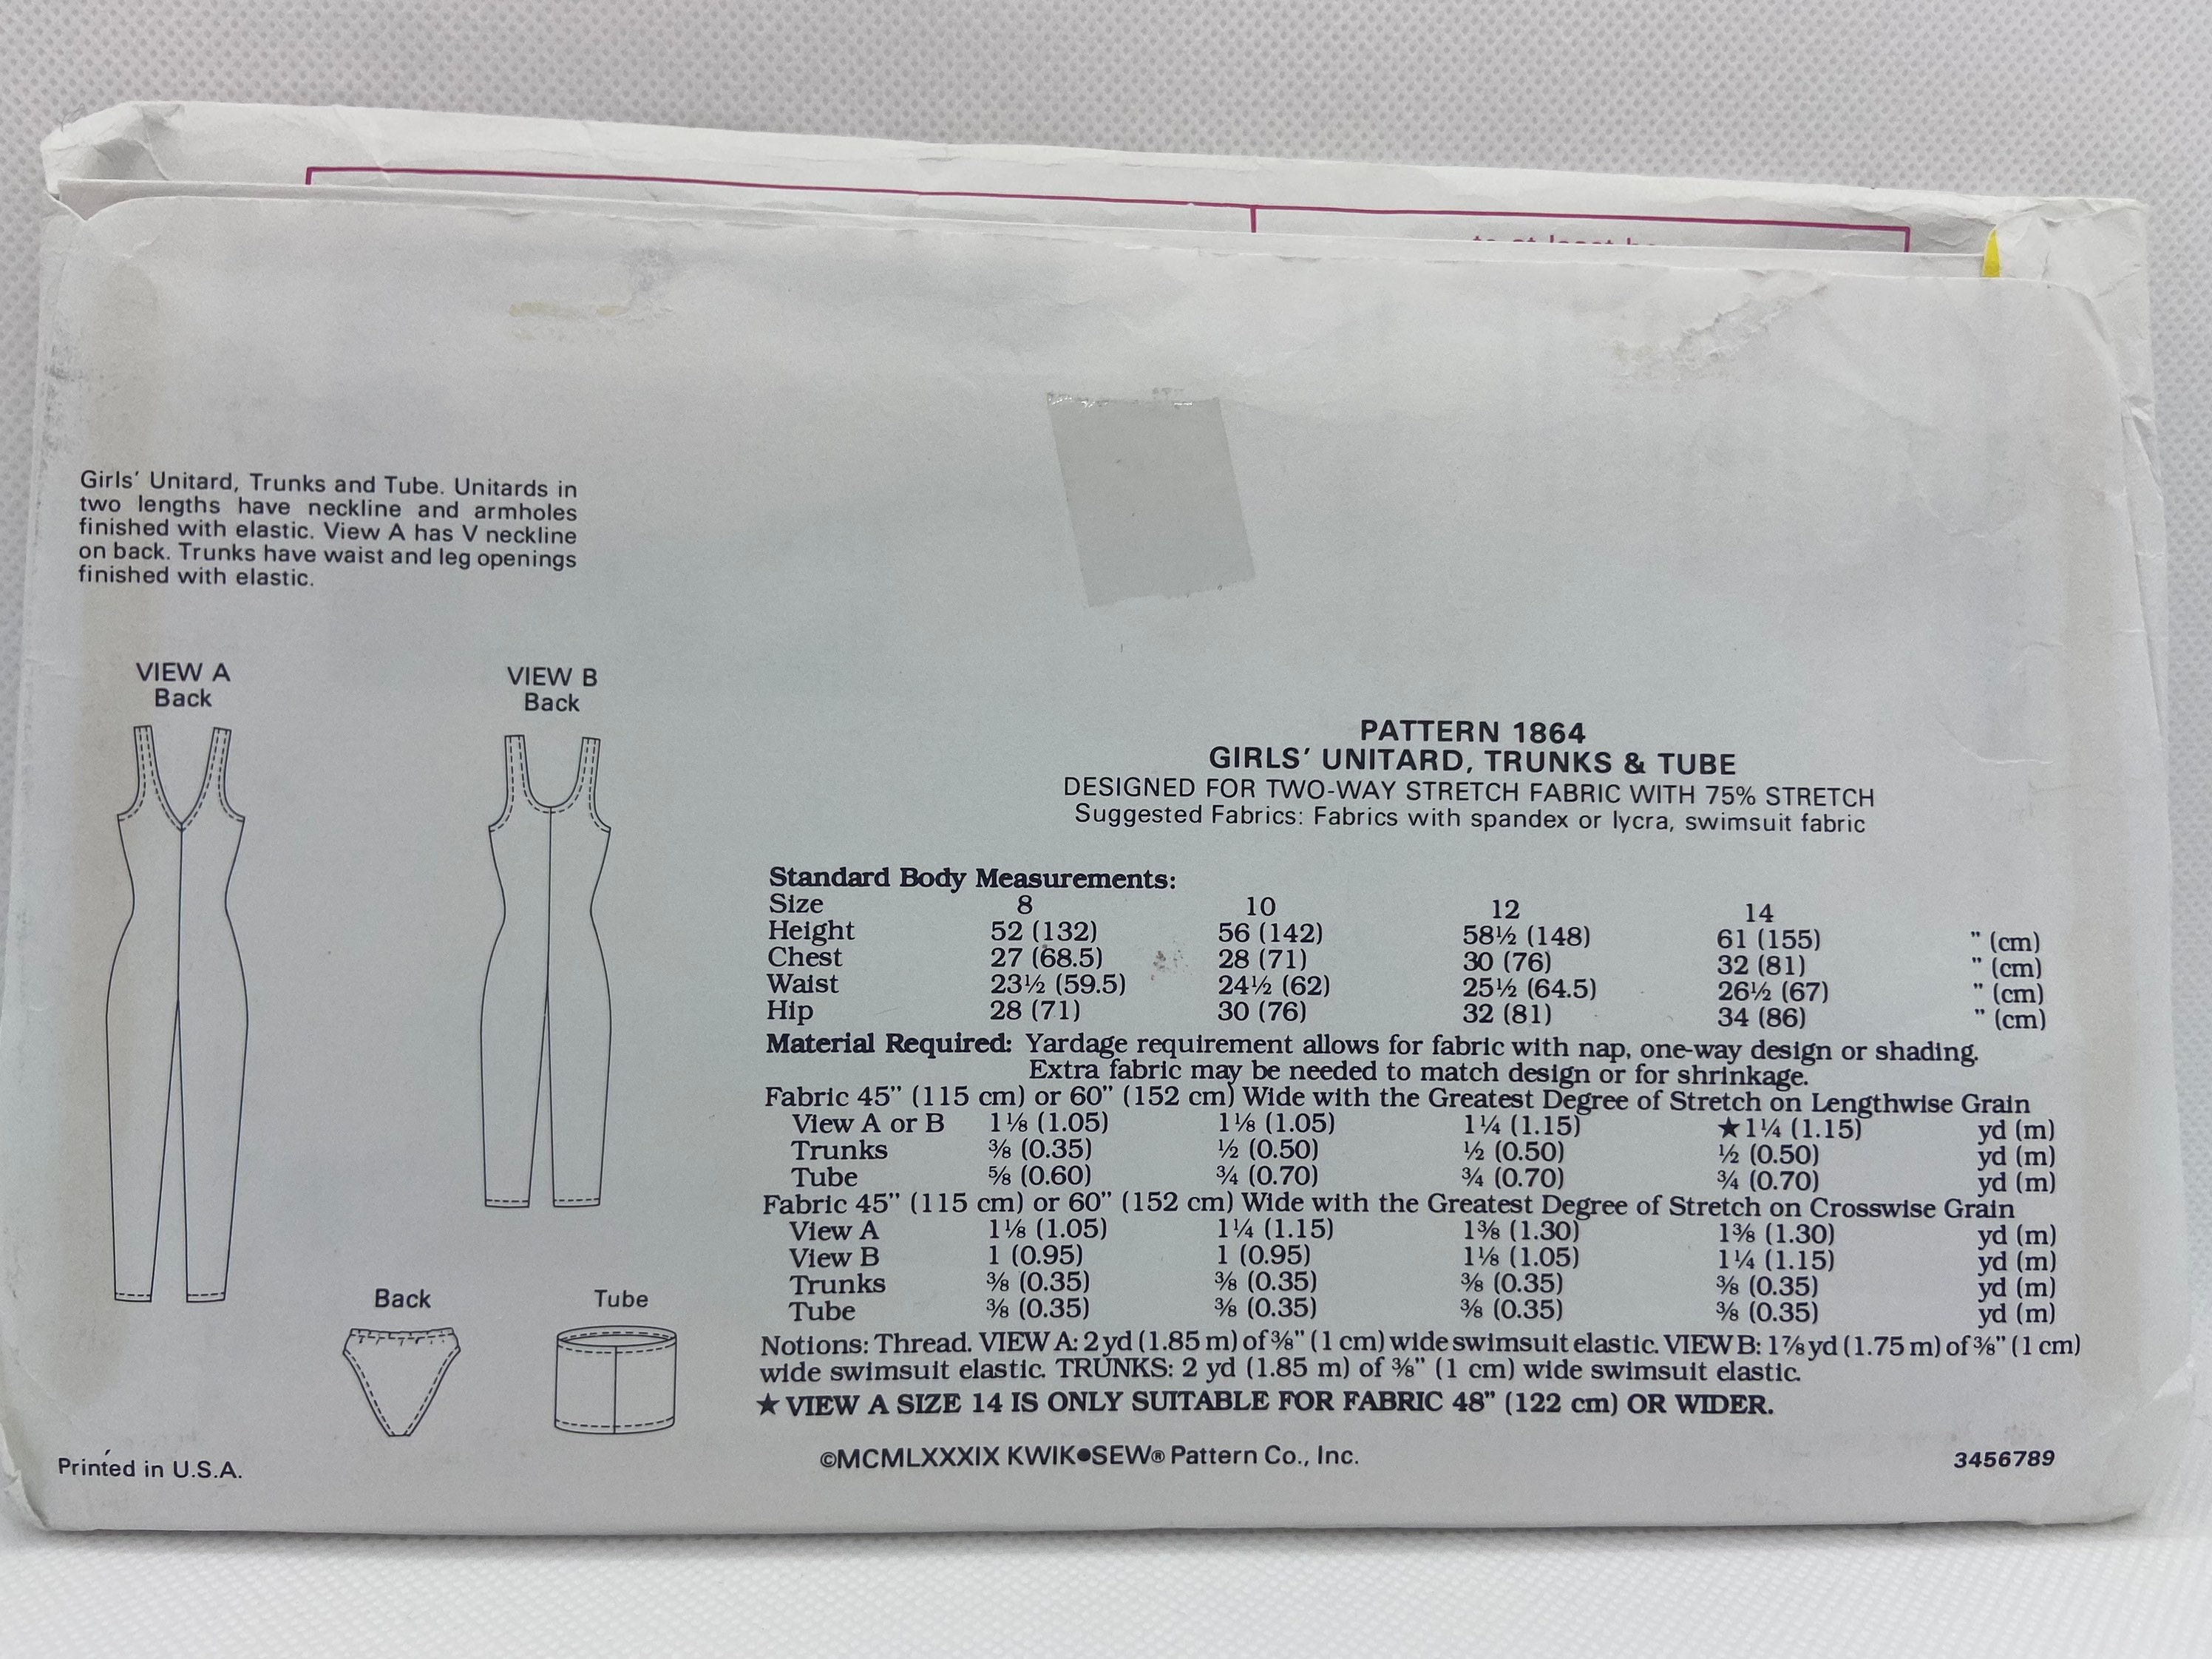 Girls' Unitard, Trunks and Tube. Unitards in
two lengths have neckline and armholes
finished with elastic. View A has V neckline
on back. Trunks have waist and leg openings
finished with elastic.
VIEW A
Back
VIEW B
Back
Back
Tube
Printed in U.S.A.
PATTERN 1864
GIRLS' UNITARD, TRUNKS & TUBE
DESIGNED FOR TWO-WAY STRETCH FABRIC WITH 75% STRETCH
Suggested Fabrics: Fabrics with spandex or lycra, swimsuit fabric
Standard Body Measurements:
Size 8 10 12 14
Height 52 (132) 56 (142) 58½ (148) 61 (155) " (cm)
Chest 27 (68.5) 28 (71) 30 (76) 32 (81) " (cm)
Waist 23½ (59.5) 24½ (62) 25½ (64.5) 26½ (67) " (cm)
Hip 28 (71) 30 (76) 32 (81) 34 (86) " (cm)
Material Required: Yardage requirement allows for fabric with nap, one-way design or shading.
Extra fabric may be needed to match design or for shrinkage.
Fabric 45" (115 cm) or 60" (152 cm) Wide with the Greatest Degree of Stretch on Lengthwise Grain
View A or B 1⅛ (1.05) 1⅛ (1.05) 1¼ (1.15) ★1¼ (1.15) yd (m)
Trunks ⅜ (0.35) ½ (0.50) ½ (0.50) ½ (0.50) yd (m)
Tube ⅝ (0.60) ¾ (0.70) ¾ (0.70) ¾ (0.70) yd (m)
Fabric 45" (115 cm) or 60" (152 cm) Wide with the Greatest Degree of Stretch on Crosswise Grain
View A 1⅛ (1.05) 1¼ (1.15) 1⅜ (1.30) 1⅜ (1.30) yd (m)
View B 1 (0.95) 1 (0.95) 1⅛ (1.05) 1¼ (1.15) yd (m)
Trunks ⅜ (0.35) ⅜ (0.35) ⅜ (0.35) ⅜ (0.35) yd (m)
Tube ⅜ (0.35) ⅜ (0.35) ⅜ (0.35) ⅜ (0.35) yd (m)
Notions: Thread. VIEW A: 2 yd (1.85 m) of ⅜" (1 cm) wide swimsuit elastic. VIEW B: 1⅞ yd (1.75 m) of ⅜" (1 cm)
wide swimsuit elastic. TRUNKS: 2 yd (1.85 m) of ⅜" (1 cm) wide swimsuit elastic.
★ VIEW A SIZE 14 IS ONLY SUITABLE FOR FABRIC 48" (122 cm) OR WIDER.
©MCMLXXXIX KWIK●SEW® Pattern Co., Inc.
3456789